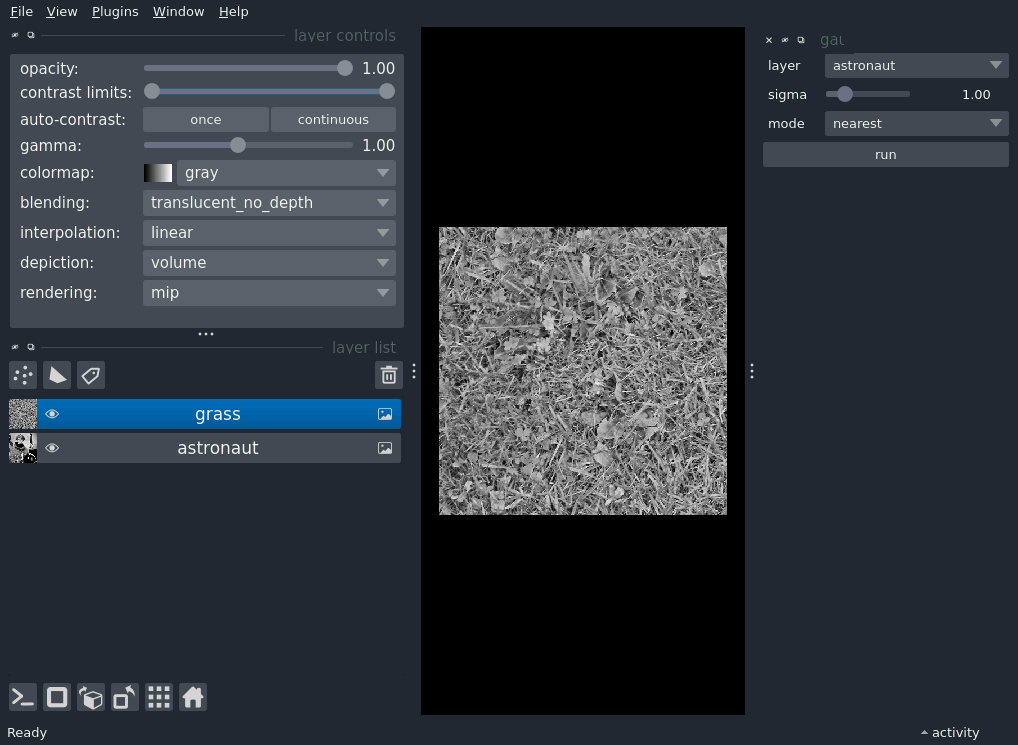 File View Plugins Window Help
layer controls
opacity: 1.00
contrast limits:
auto-contrast: once continuous
gamma: 1.00
colormap: gray
blending: translucent_no_depth
interpolation: linear
depiction: volume
rendering: mip
layer list
grass
astronaut
layer astronaut
sigma 1.00
mode nearest
run
Ready
activity